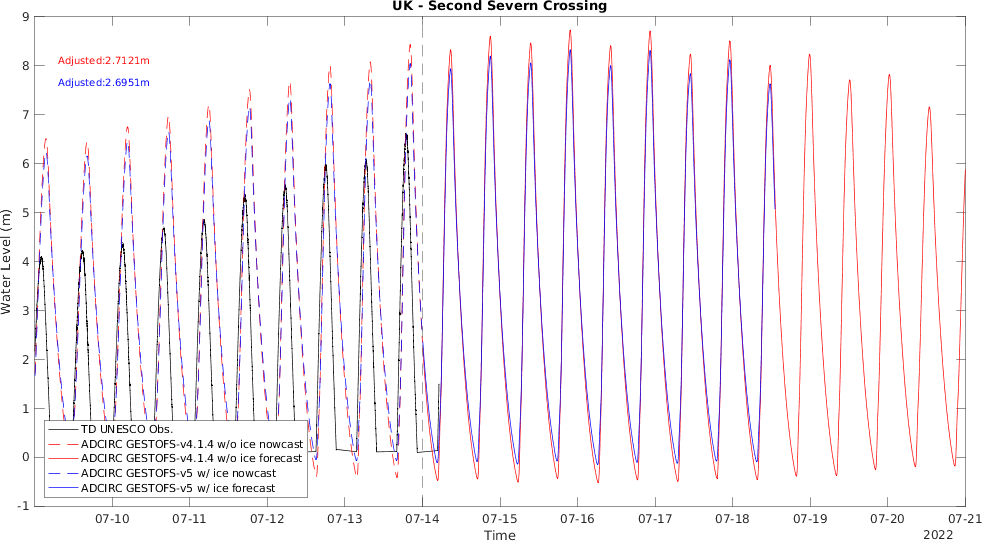 UK - Second Severn Crossing
9
8
7
6
5
4
3
2
1
0
-1
Water Level (m)
Adjusted:2.7121m
Adjusted:2.6951m
TD UNESCO Obs.
ADCIRC GESTOFS-v4.1.4 w/o ice nowcast
ADCIRC GESTOFS-v4.1.4 w/o ice forecast
ADCIRC GESTOFS-v5 w/ ice nowcast
ADCIRC GESTOFS-v5 w/ ice forecast
07-10 07-11 07-12 07-13 07-14 07-15 07-16 07-17 07-18 07-19 07-20 07-21
Time
2022